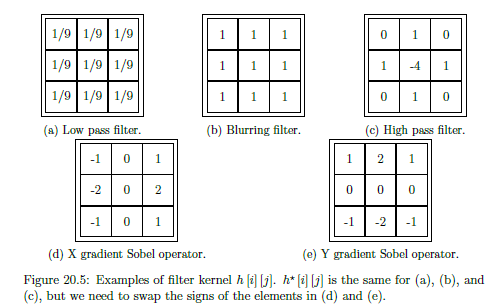 1/9 1/9 1/9 1 1 1 0 1 0
1/9 1/9 1/9 1 1 1 1 -4 1
1/9 1/9 1/9 1 1 1 0 1 0
(a) Low pass filter. (b) Blurring filter. (c) High pass filter.
-1 0 1 1 2 1
-2 0 2 0 0 0
-1 0 1 -1 -2 -1
(d) X gradient Sobel operator. (e) Y gradient Sobel operator.
Figure 20.5: Examples of filter kernel h [i] [j]. h* [i] [j] is the same for (a), (b), and
(c), but we need to swap the signs of the elements in (d) and (e).